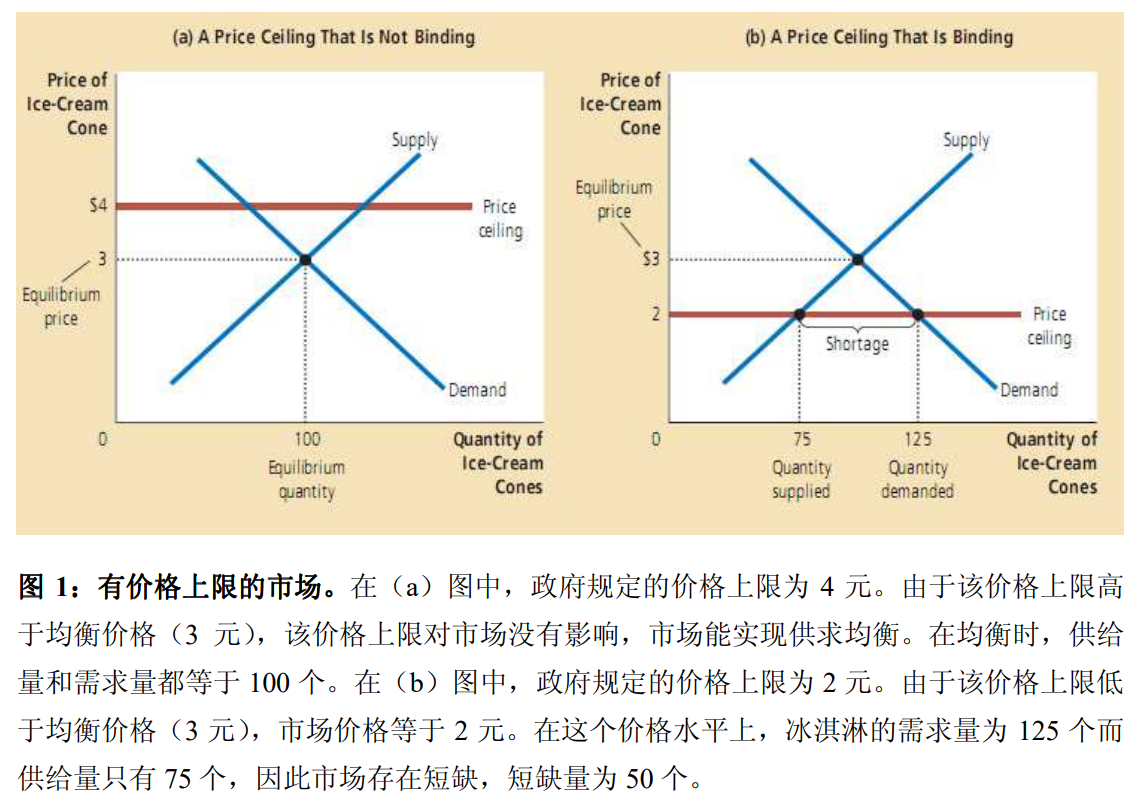 (a) A Price Ceiling That Is Not Binding
Price of
Ice-Cream
Cone
Supply
$4
Price
ceiling
3
Equilibrium
price
Demand
0
100
Quantity of
Ice-Cream
Cones
Equilibrium
quantity
(b) A Price Ceiling That Is Binding
Price of
Ice-Cream
Cone
Supply
Equilibrium
price
$3
2
Price
ceiling
Shortage
Demand
0
75
125
Quantity of
Ice-Cream
Cones
Quantity
supplied
Quantity
demanded
图 1：有价格上限的市场。在（a）图中，政府规定的价格上限为 4 元。由于该价格上限高
于均衡价格（3 元），该价格上限对市场没有影响，市场能实现供求均衡。在均衡时，供给
量和需求量都等于 100 个。在（b）图中，政府规定的价格上限为 2 元。由于该价格上限低
于均衡价格（3 元），市场价格等于 2 元。在这个价格水平上，冰淇淋的需求量为 125 个而
供给量只有 75 个，因此市场存在短缺，短缺量为 50 个。